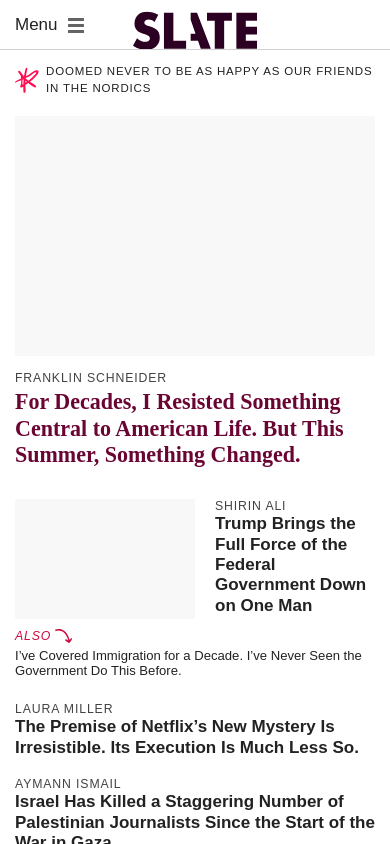 Menu
SLATE
DOOMED NEVER TO BE AS HAPPY AS OUR FRIENDS
IN THE NORDICS
FRANKLIN SCHNEIDER
For Decades, I Resisted Something
Central to American Life. But This
Summer, Something Changed.
SHIRIN ALI
Trump Brings the
Full Force of the
Federal
Government Down
on One Man
ALSO
I’ve Covered Immigration for a Decade. I’ve Never Seen the
Government Do This Before.
LAURA MILLER
The Premise of Netflix’s New Mystery Is
Irresistible. Its Execution Is Much Less So.
AYMANN ISMAIL
Israel Has Killed a Staggering Number of
Palestinian Journalists Since the Start of the
War in Gaza